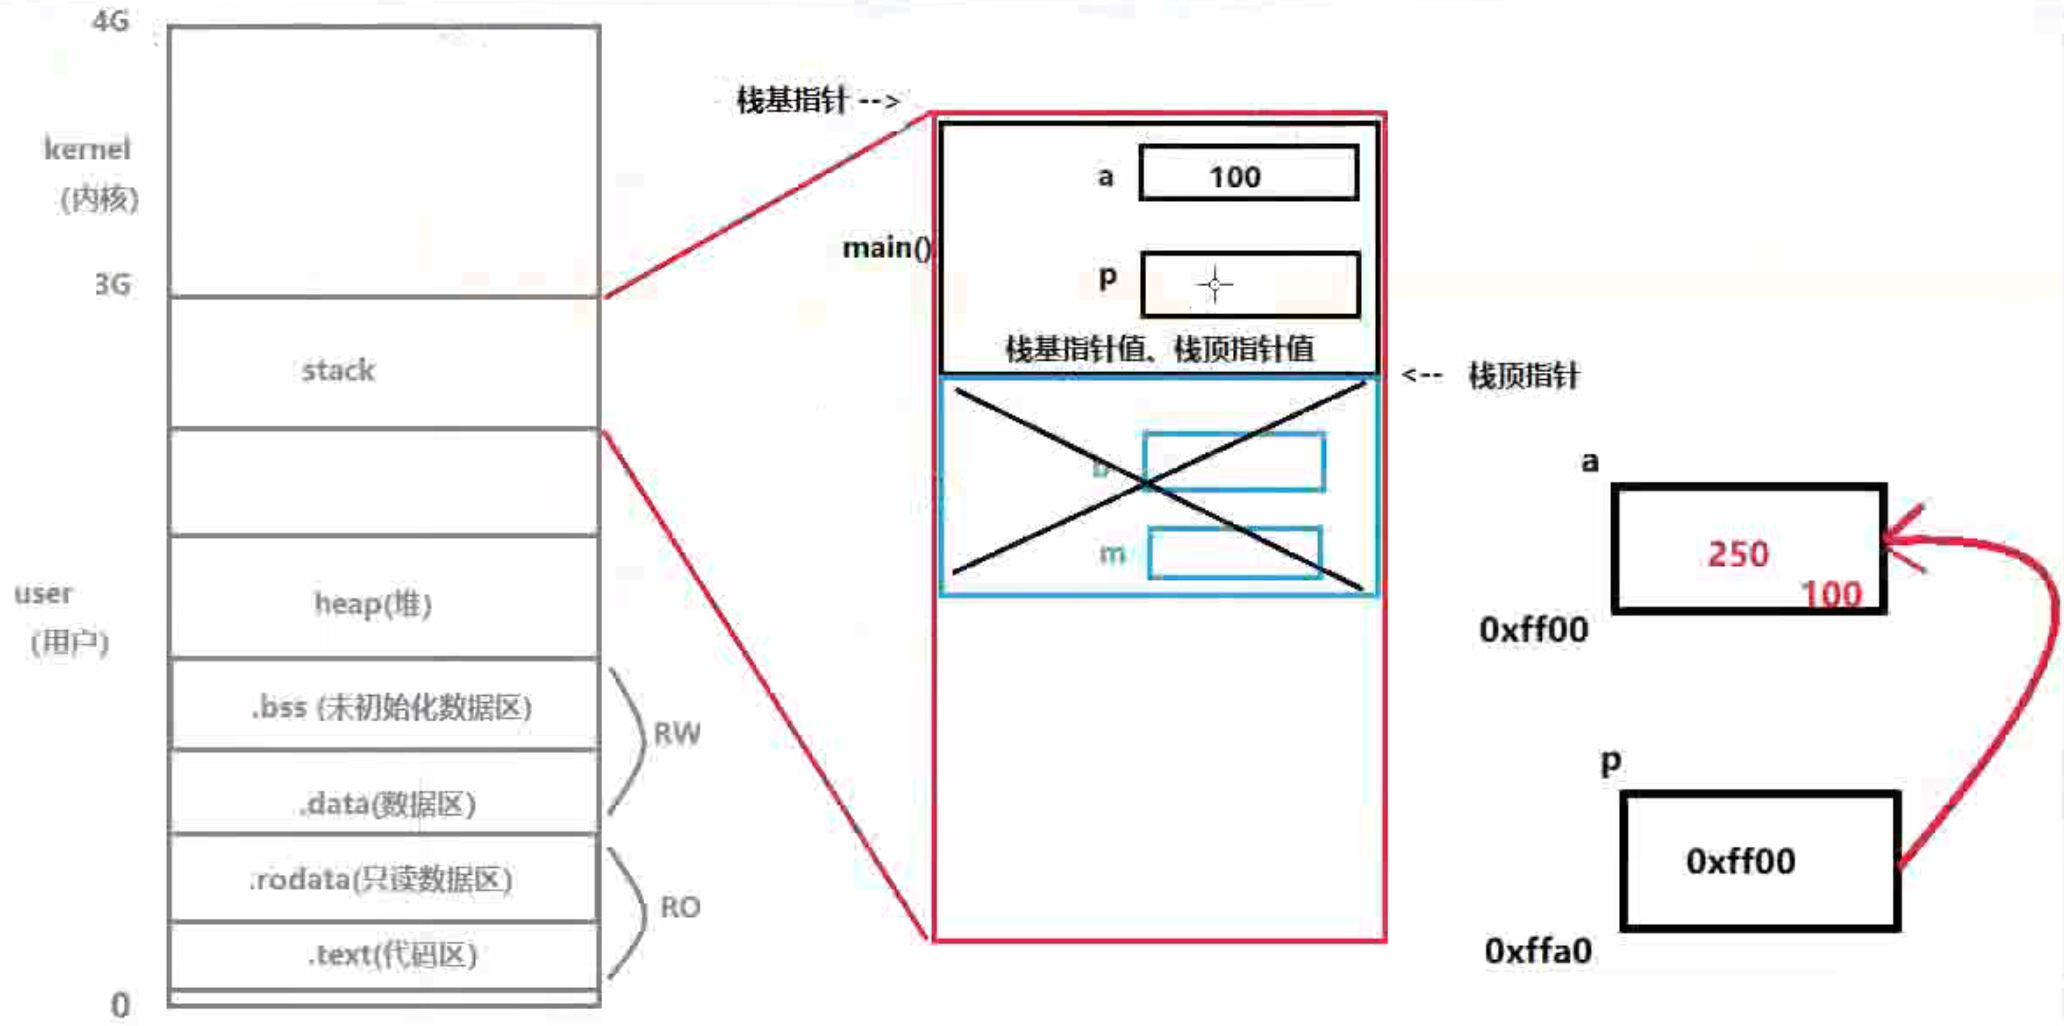 4G
kernel
(内核)
3G
stack
user
(用户)
heap(堆)
.bss (未初始化数据区)
RW
.data(数据区)
.rodata(只读数据区)
RO
.text(代码区)
0
栈基指针 -->
a
100
main()
p
栈基指针值、栈顶指针值
<-- 栈顶指针
b
m
a
250
100
0xff00
p
0xff00
0xffa0